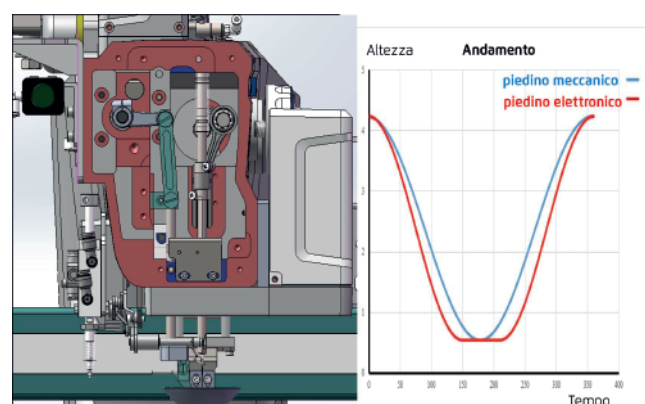 Altezza
Andamento
piedino meccanico
piedino elettronico
5
4
3
2
1
0
0 50 100 150 200 250 300 350 400
Tempo